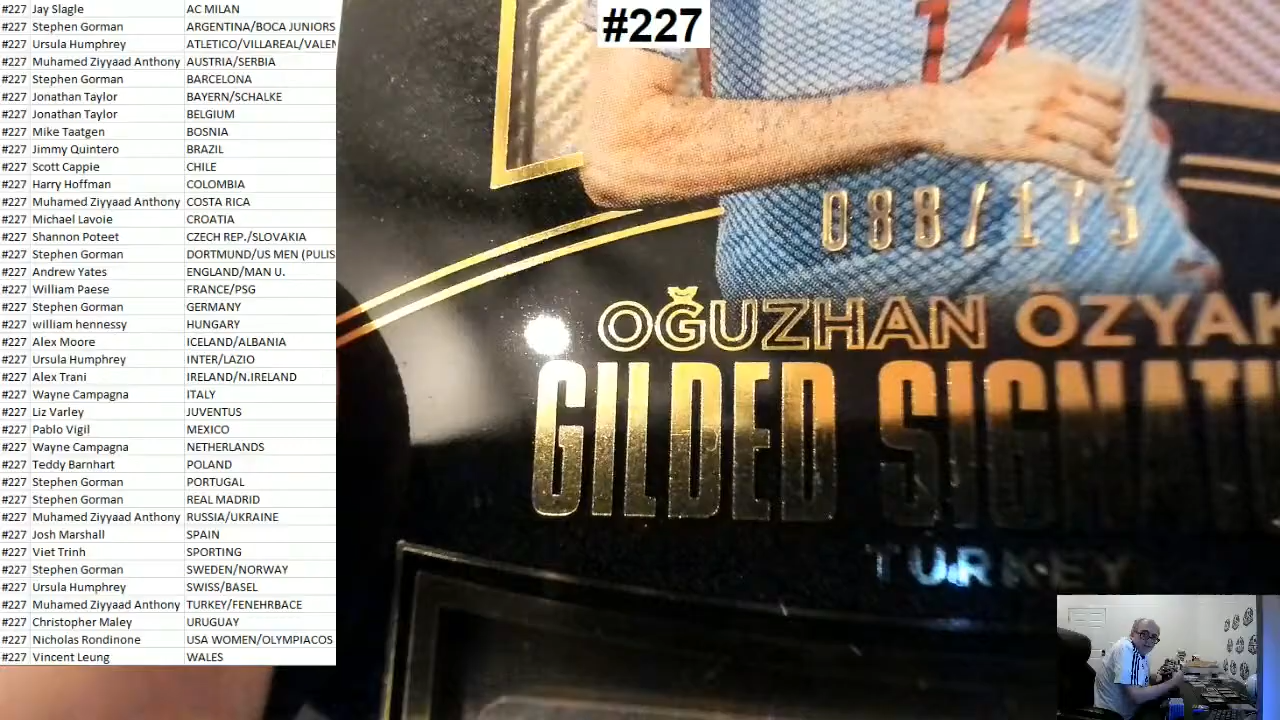 #227 Jay Slagle AC MILAN
#227 Stephen Gorman ARGENTINA/BOCA JUNIORS
#227 Ursula Humphrey ATLETICO/VILLAREAL/VALEN
#227 Muhamed Ziyyaad Anthony AUSTRIA/SERBIA
#227 Stephen Gorman BARCELONA
#227 Jonathan Taylor BAYERN/SCHALKE
#227 Jonathan Taylor BELGIUM
#227 Mike Taatgen BOSNIA
#227 Jimmy Quintero BRAZIL
#227 Scott Cappie CHILE
#227 Harry Hoffman COLOMBIA
#227 Muhamed Ziyyaad Anthony COSTA RICA
#227 Michael Lavoie CROATIA
#227 Shannon Poteet CZECH REP./SLOVAKIA
#227 Stephen Gorman DORTMUND/US MEN (PULIS
#227 Andrew Yates ENGLAND/MAN U.
#227 William Paese FRANCE/PSG
#227 Stephen Gorman GERMANY
#227 william hennessy HUNGARY
#227 Alex Moore ICELAND/ALBANIA
#227 Ursula Humphrey INTER/LAZIO
#227 Alex Trani IRELAND/N.IRELAND
#227 Wayne Campagna ITALY
#227 Liz Varley JUVENTUS
#227 Pablo Vigil MEXICO
#227 Wayne Campagna NETHERLANDS
#227 Teddy Barnhart POLAND
#227 Stephen Gorman PORTUGAL
#227 Stephen Gorman REAL MADRID
#227 Muhamed Ziyyaad Anthony RUSSIA/UKRAINE
#227 Josh Marshall SPAIN
#227 Viet Trinh SPORTING
#227 Stephen Gorman SWEDEN/NORWAY
#227 Ursula Humphrey SWISS/BASEL
#227 Muhamed Ziyyaad Anthony TURKEY/FENEHRBACE
#227 Christopher Maley URUGUAY
#227 Nicholas Rondinone USA WOMEN/OLYMPIACOS
#227 Vincent Leung WALES
#227
14
088/175
OĞUZHAN ÖZYAK
GILDED SIGNATU
TURKEY